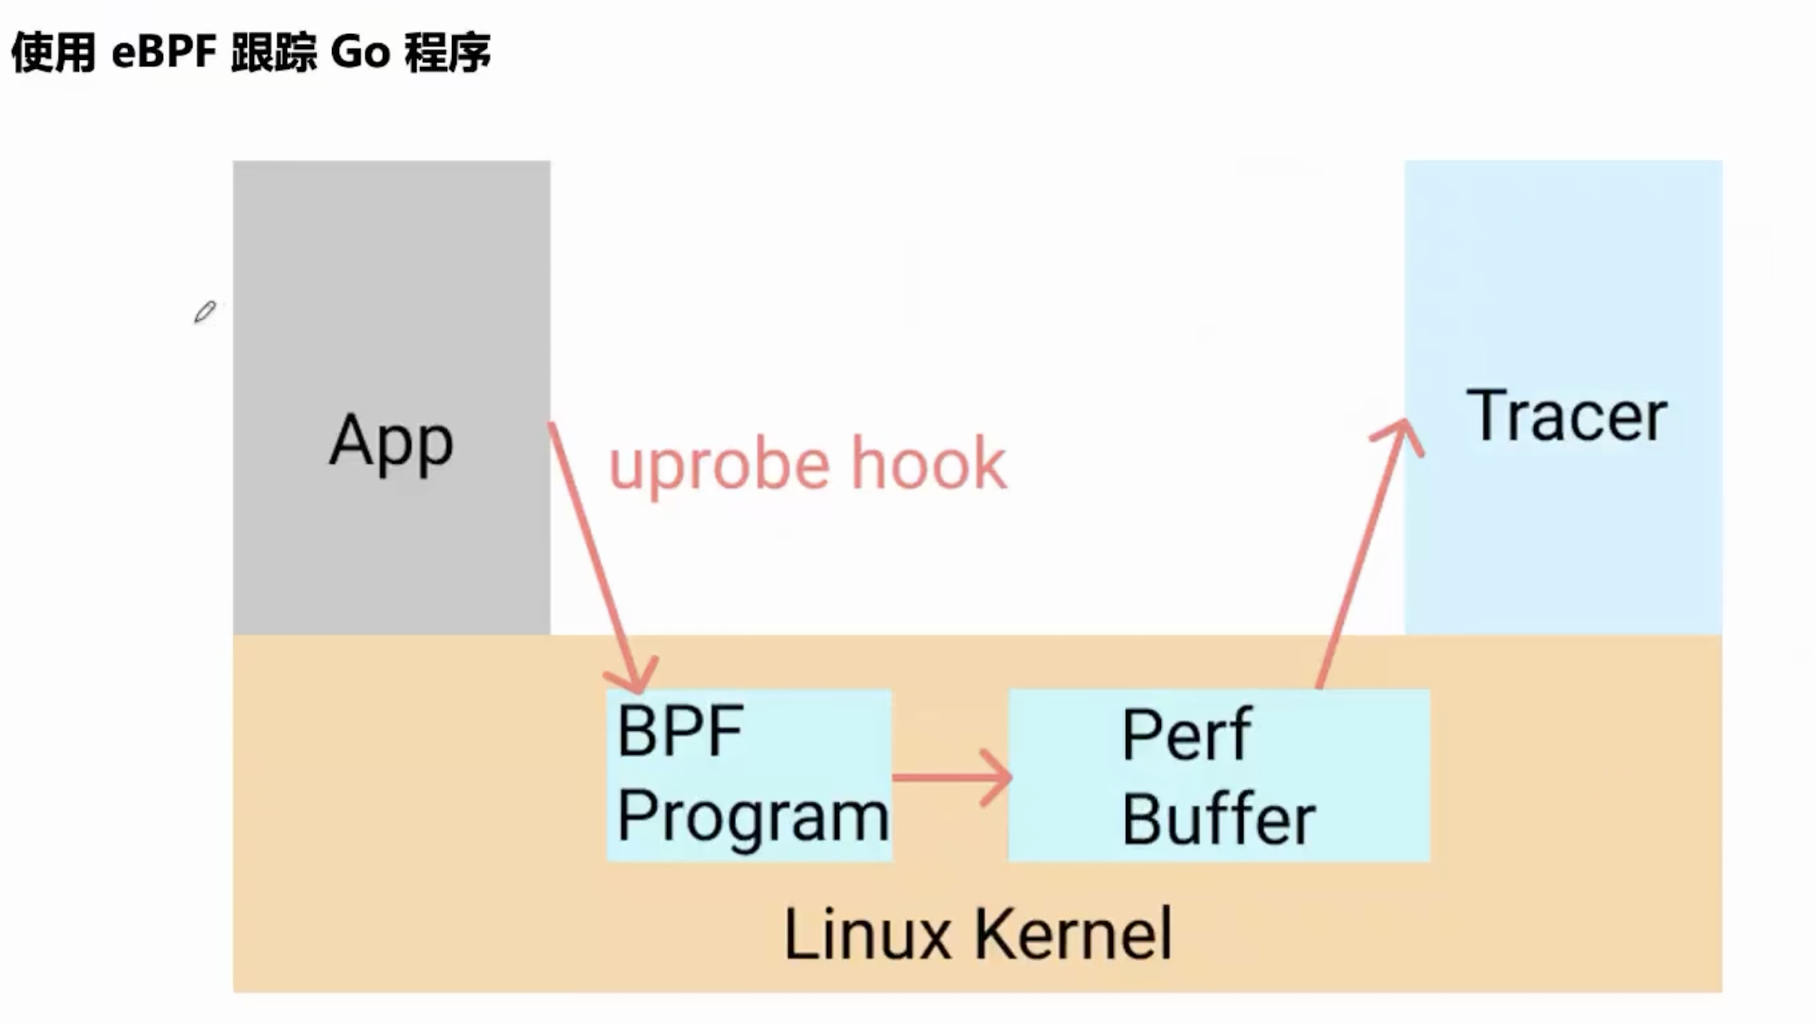 使用 eBPF 跟踪 Go 程序
App
uprobe hook
Tracer
BPF
Program
Perf
Buffer
Linux Kernel